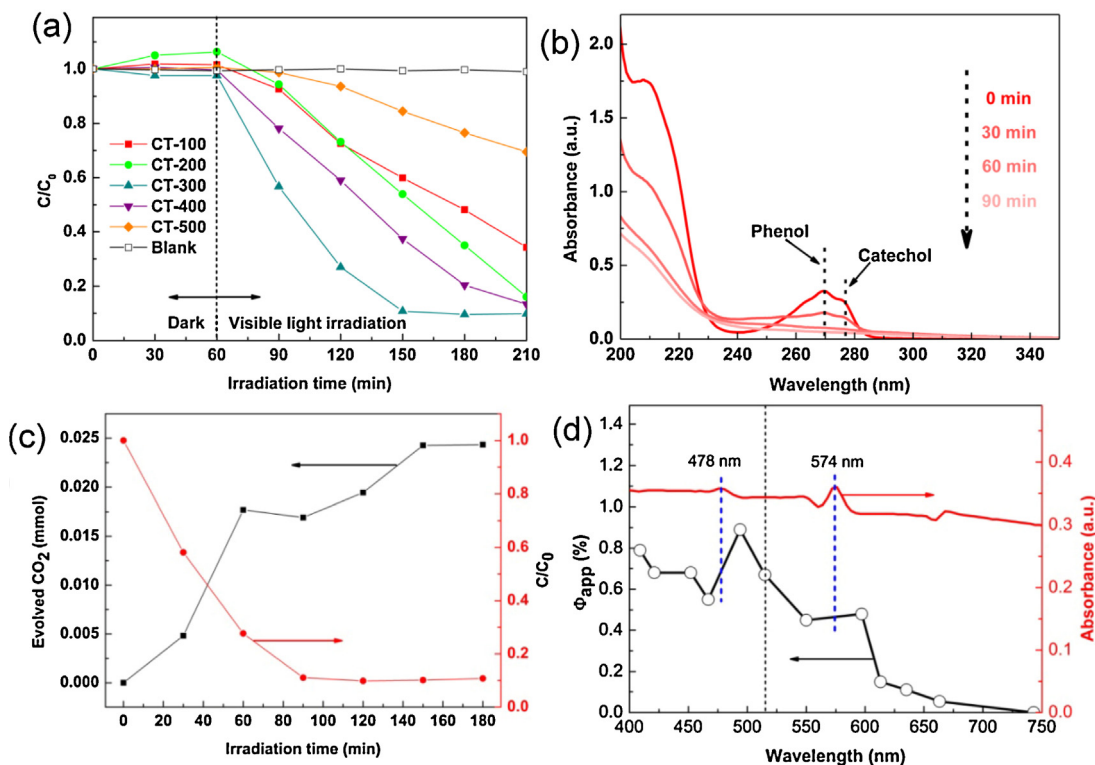 (a)
1.0
0.8
0.6
0.4
0.2
0.0
C/C0
CT-100
CT-200
CT-300
CT-400
CT-500
Blank
Dark Visible light irradiation
0 30 60 90 120 150 180 210
Irradiation time (min)
(b)
2.0
1.5
1.0
0.5
0.0
Absorbance (a.u.)
0 min
30 min
60 min
90 min
Phenol
Catechol
200 220 240 260 280 300 320 340
Wavelength (nm)
(c)
0.025
0.020
0.015
0.010
0.005
0.000
Evolved CO2 (mmol)
1.0
0.8
0.6
0.4
0.2
0.0
C/C0
0 20 40 60 80 100 120 140 160 180
Irradiation time (min)
(d)
1.4
1.2
1.0
0.8
0.6
0.4
0.2
0.0
Φapp (%)
478 nm 574 nm
0.4
0.3
0.2
0.1
0.0
Absorbance (a.u.)
400 450 500 550 600 650 700 750
Wavelength (nm)